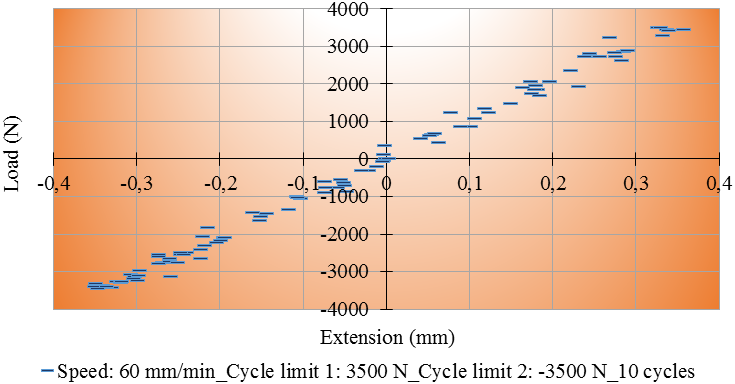 4000
3000
2000
1000
0
-0,4 -0,3 -0,2 -0,1 0 0,1 0,2 0,3 0,4
-1000
-2000
-3000
-4000
Load (N)
Extension (mm)
Speed: 60 mm/min_Cycle limit 1: 3500 N_Cycle limit 2: -3500 N_10 cycles